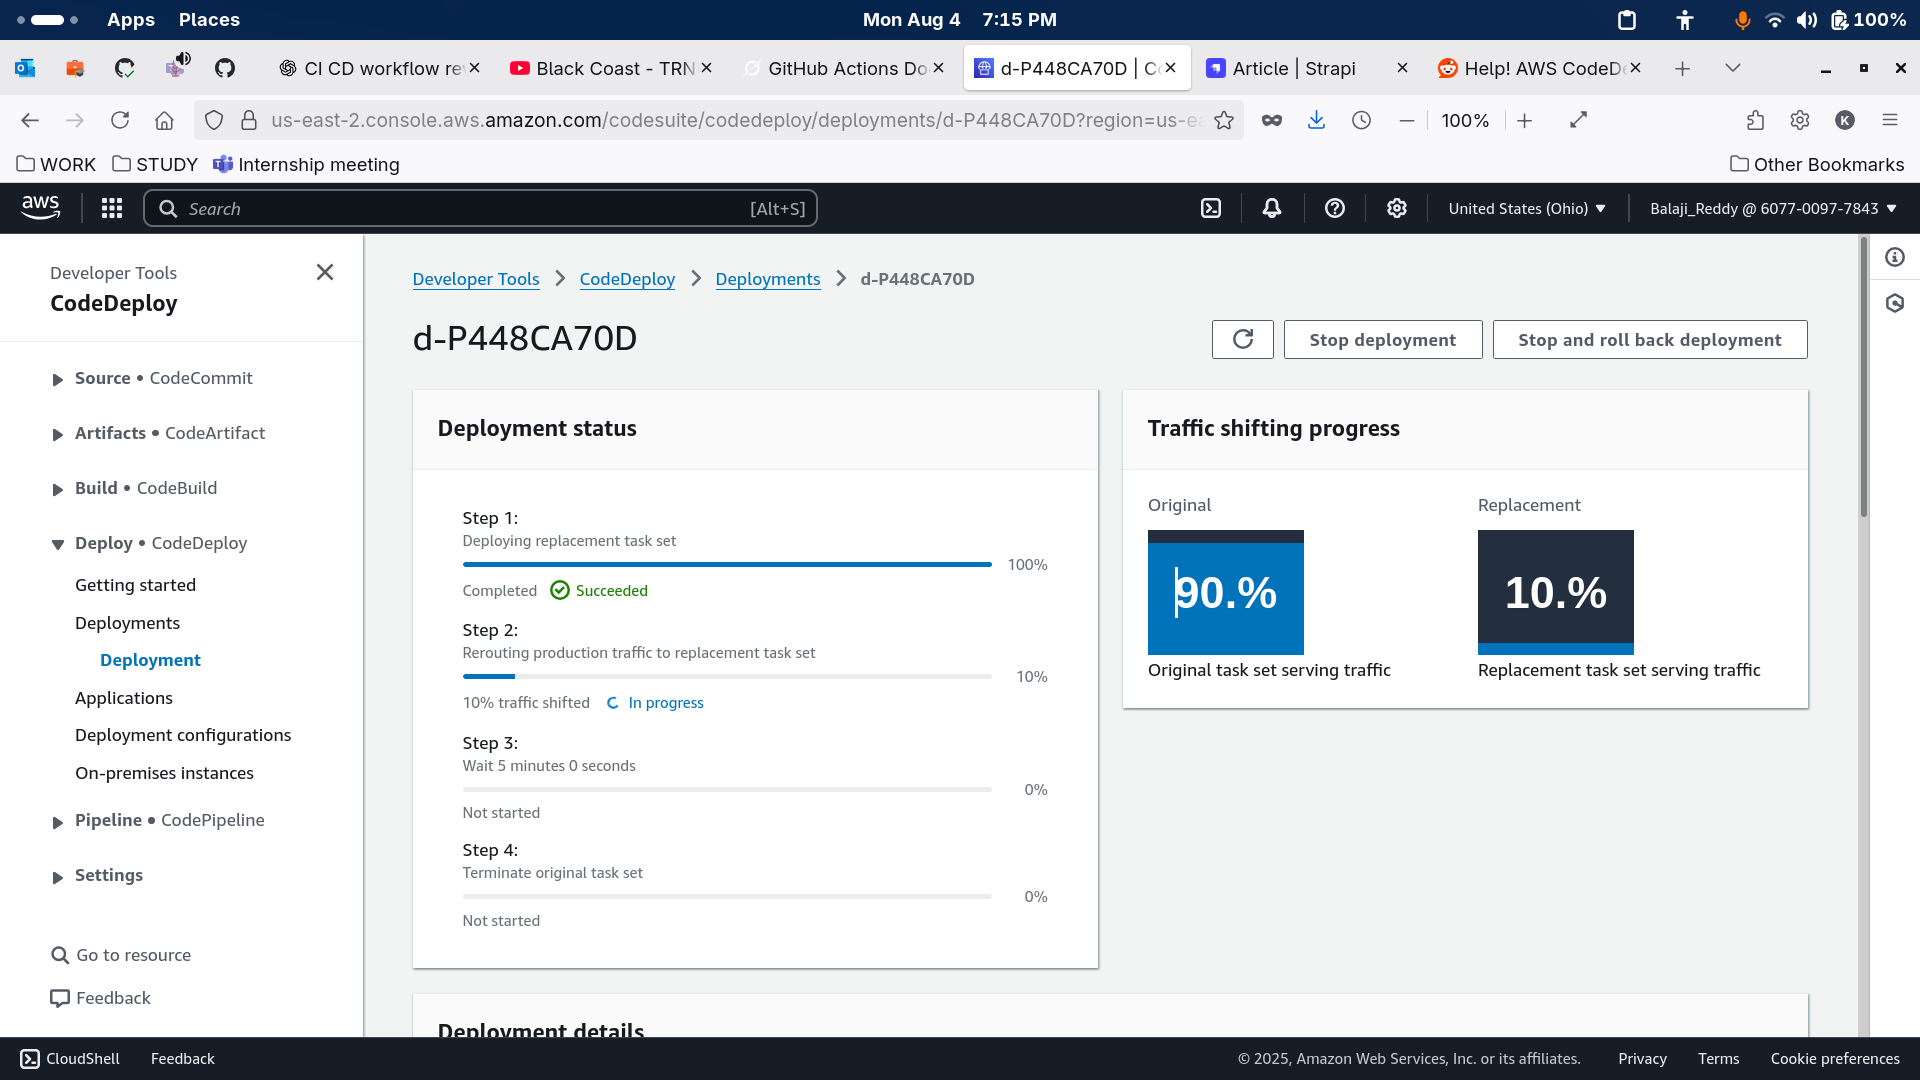 Apps Places
Mon Aug 4 7:15 PM
100%
CI CD workflow re
Black Coast - TRN
GitHub Actions Do
d-P448CA70D | Co
Article | Strapi
Help! AWS CodeDe
us-east-2.console.aws.amazon.com/codesuite/codedeploy/deployments/d-P448CA70D?region=us-ea
100%
K
WORK
STUDY
Internship meeting
Other Bookmarks
aws
Search
[Alt+S]
United States (Ohio)
Balaji_Reddy @ 6077-0097-7843
Developer Tools
CodeDeploy
Source • CodeCommit
Artifacts • CodeArtifact
Build • CodeBuild
Deploy • CodeDeploy
Getting started
Deployments
Deployment
Applications
Deployment configurations
On-premises instances
Pipeline • CodePipeline
Settings
Go to resource
Feedback
Developer Tools > CodeDeploy > Deployments > d-P448CA70D
d-P448CA70D
Stop deployment
Stop and roll back deployment
Deployment status
Step 1:
Deploying replacement task set
100%
Completed Succeeded
Step 2:
Rerouting production traffic to replacement task set
10%
10% traffic shifted In progress
Step 3:
Wait 5 minutes 0 seconds
0%
Not started
Step 4:
Terminate original task set
0%
Not started
Traffic shifting progress
Original
90.%
Original task set serving traffic
Replacement
10.%
Replacement task set serving traffic
Deployment details
CloudShell Feedback
© 2025, Amazon Web Services, Inc. or its affiliates.
Privacy Terms Cookie preferences